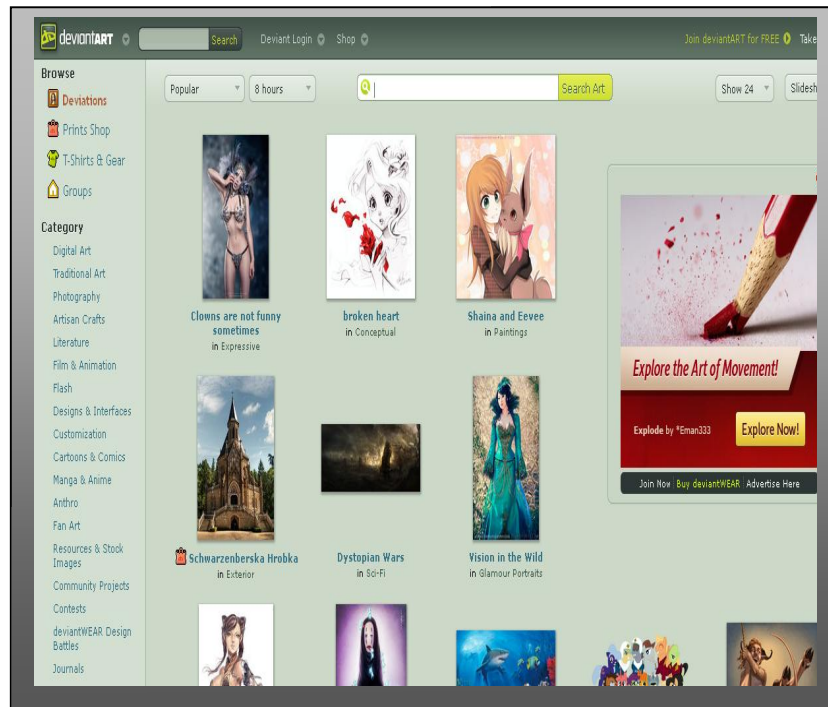 deviantART
Search
Deviant Login
Shop
Join deviantART for FREE
Take
Browse
Deviations
Prints Shop
T-Shirts & Gear
Groups
Category
Digital Art
Traditional Art
Photography
Artisan Crafts
Literature
Film & Animation
Flash
Designs & Interfaces
Customization
Cartoons & Comics
Manga & Anime
Anthro
Fan Art
Resources & Stock
Images
Community Projects
Contests
deviantWEAR Design
Battles
Journals
Popular
8 hours
Search Art
Show 24
Slidesh
Clowns are not funny
sometimes
in Expressive
broken heart
in Conceptual
Shaina and Eevee
in Paintings
Schwarzenberska Hrobka
in Exterior
Dystopian Wars
in Sci-Fi
Vision in the Wild
in Glamour Portraits
Explore the Art of Movement!
Explode by *Eman333
Explore Now!
Join Now Buy deviantWEAR Advertise Here